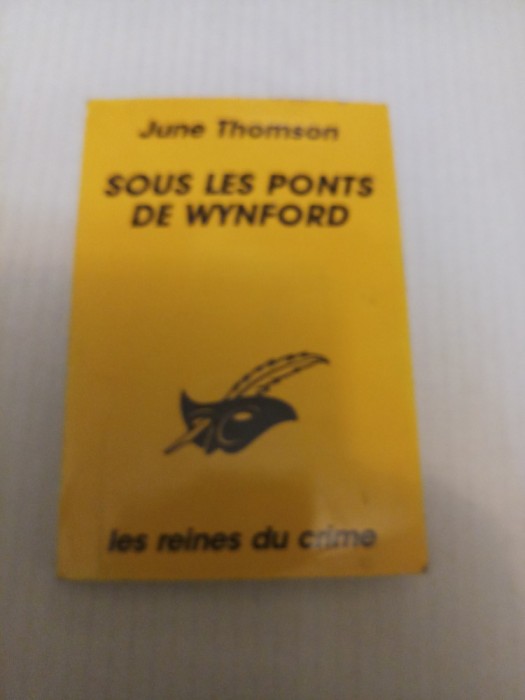 June Thomson
SOUS LES PONTS
DE WYNFORD
les reines du crime